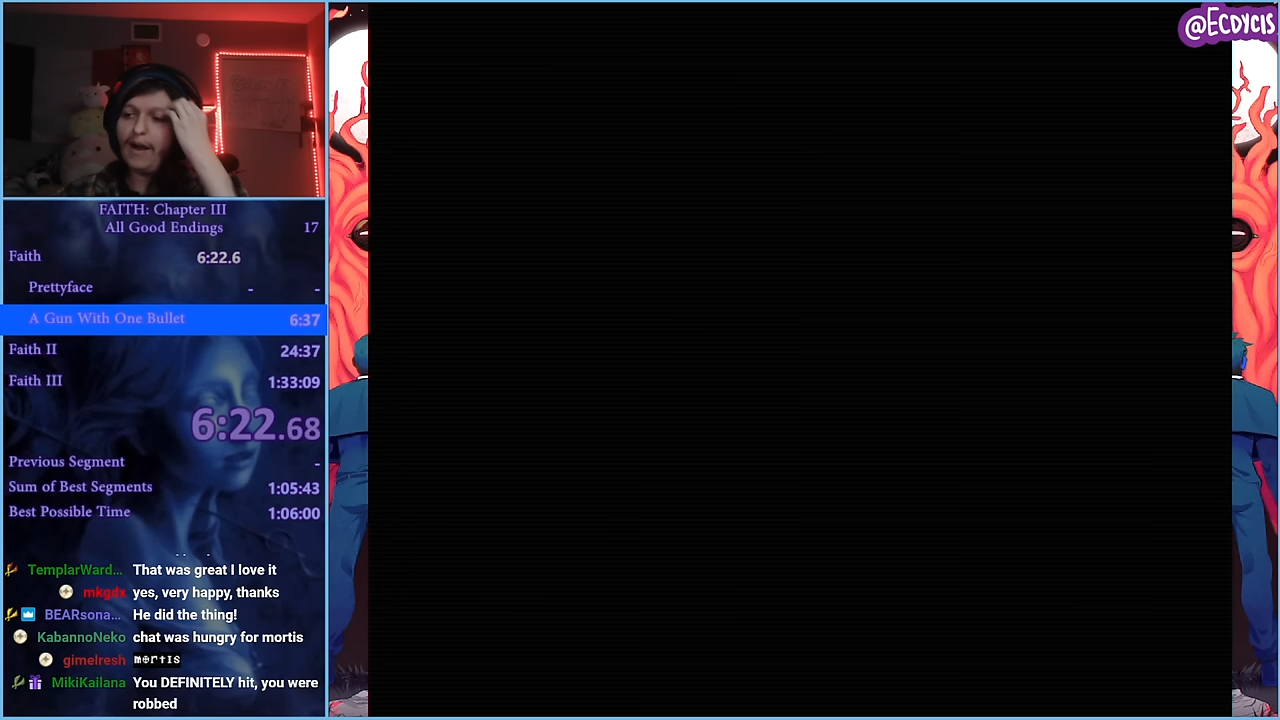 @ECDYCIS
FAITH: Chapter III
All Good Endings 17
Faith 6:22.6
Prettyface - -
A Gun With One Bullet 6:37
Faith II 24:37
Faith III 1:33:09
6:22.68
Previous Segment -
Sum of Best Segments 1:05:43
Best Possible Time 1:06:00
TemplarWard... That was great I love it
mkgdx yes, very happy, thanks
BEARsona... He did the thing!
KabannoNeko chat was hungry for mortis
gimelresh mortis
MikiKailana You DEFINITELY hit, you were
robbed